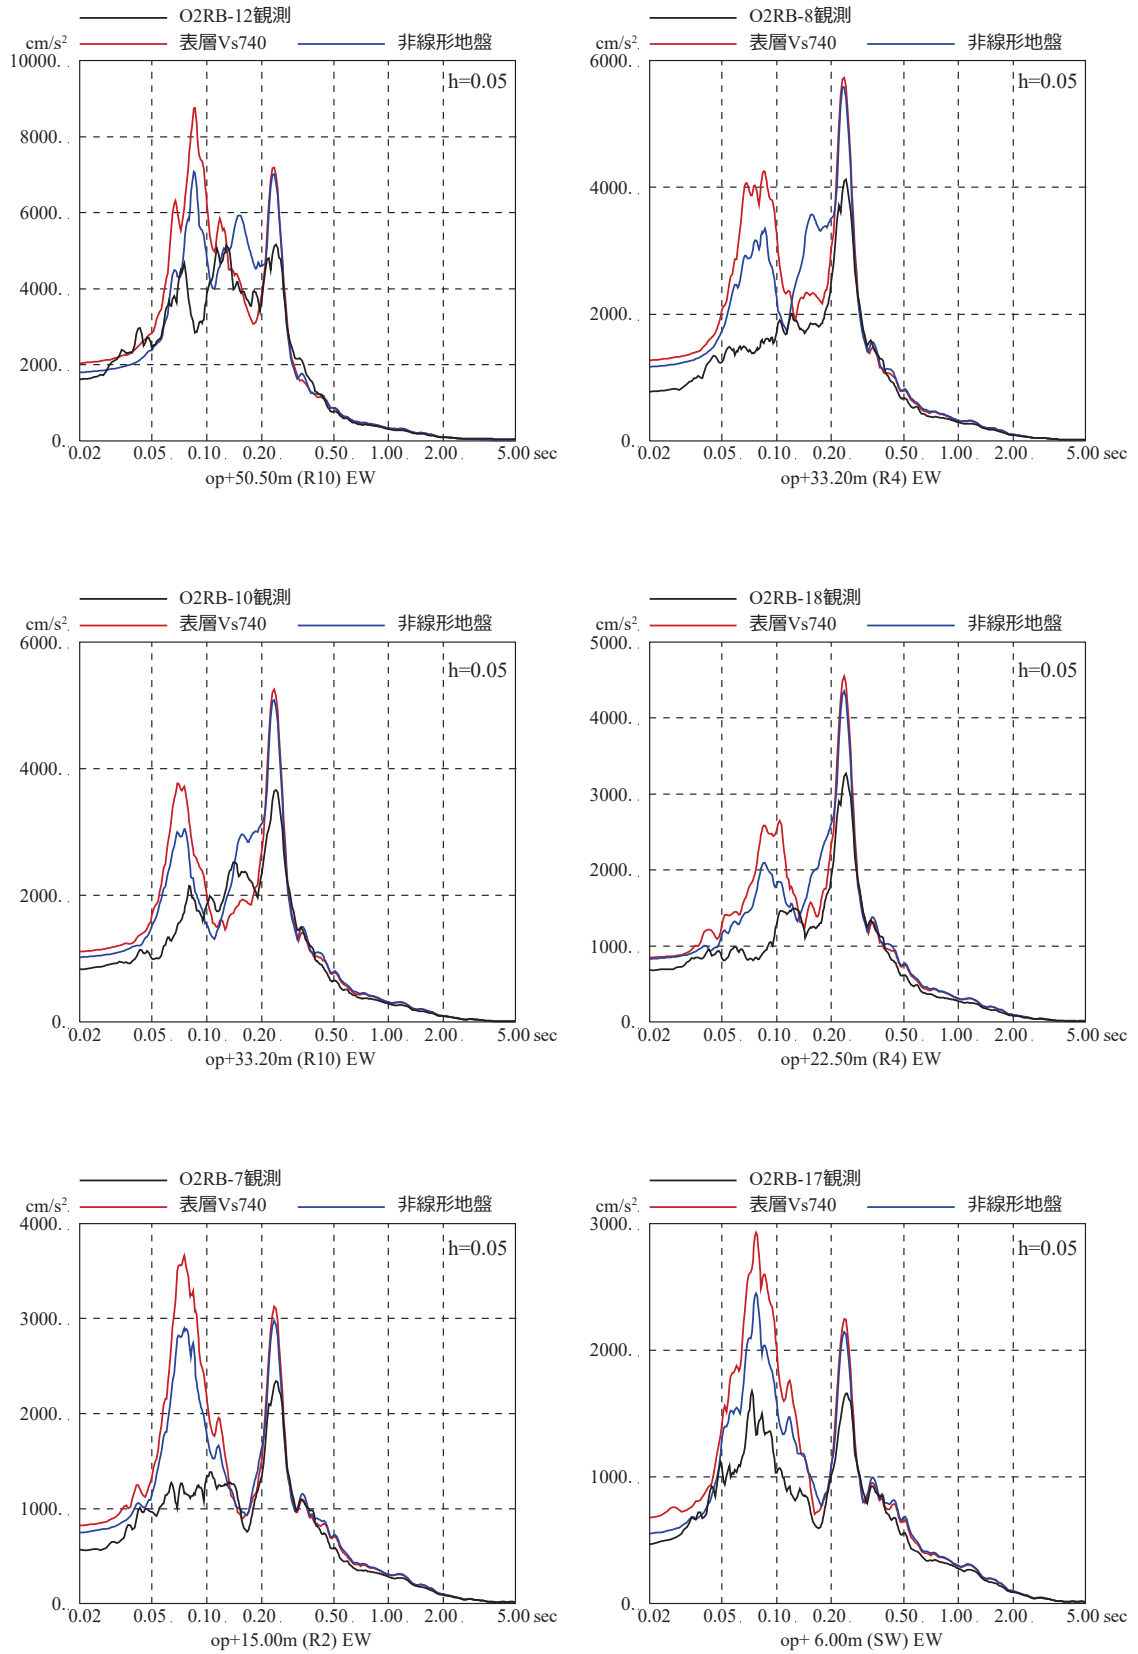 O2RB-12観測
cm/s² 表層Vs740 非線形地盤
10000.
h=0.05
8000.
6000.
4000.
2000.
0.
0.02 0.05 0.10 0.20 0.50 1.00 2.00 5.00 sec
op+50.50m (R10) EW
O2RB-8観測
cm/s² 表層Vs740 非線形地盤
6000.
h=0.05
4000.
2000.
0.
0.02 0.05 0.10 0.20 0.50 1.00 2.00 5.00 sec
op+33.20m (R4) EW
O2RB-10観測
cm/s² 表層Vs740 非線形地盤
6000.
h=0.05
4000.
2000.
0.
0.02 0.05 0.10 0.20 0.50 1.00 2.00 5.00 sec
op+33.20m (R10) EW
O2RB-18観測
cm/s² 表層Vs740 非線形地盤
5000.
h=0.05
4000.
3000.
2000.
1000.
0.
0.02 0.05 0.10 0.20 0.50 1.00 2.00 5.00 sec
op+22.50m (R4) EW
O2RB-7観測
cm/s² 表層Vs740 非線形地盤
4000.
h=0.05
3000.
2000.
1000.
0.
0.02 0.05 0.10 0.20 0.50 1.00 2.00 5.00 sec
op+15.00m (R2) EW
O2RB-17観測
cm/s² 表層Vs740 非線形地盤
3000.
h=0.05
2000.
1000.
0.
0.02 0.05 0.10 0.20 0.50 1.00 2.00 5.00 sec
op+ 6.00m (SW) EW